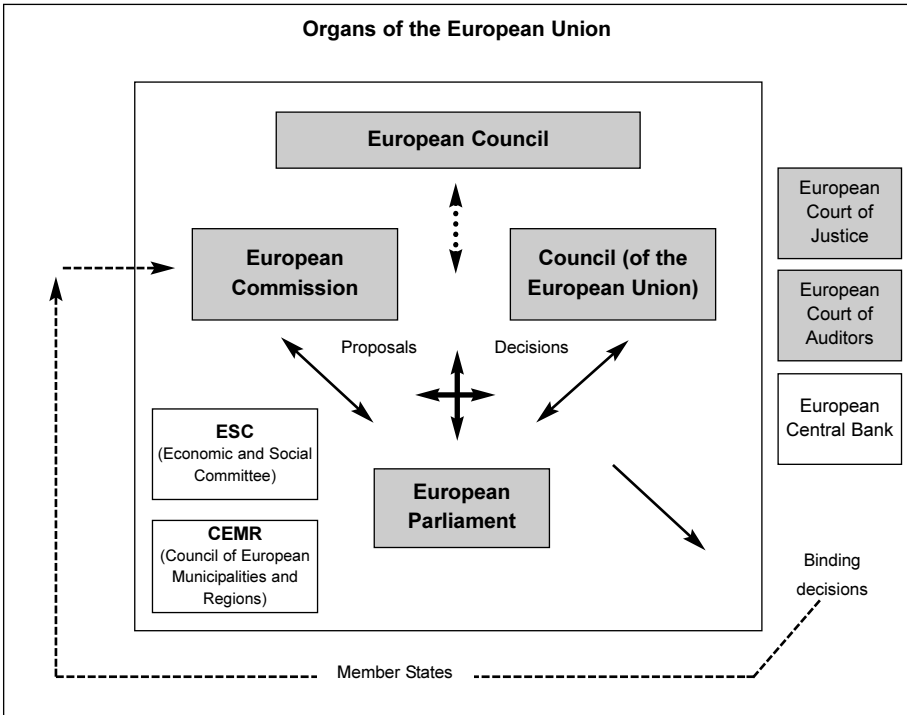 Organs of the European Union
European Council
European
Commission
Council (of the
European Union)
European
Court of
Justice
European
Court of
Auditors
European
Central Bank
Proposals
Decisions
ESC
(Economic and Social
Committee)
European
Parliament
CEMR
(Council of European
Municipalities and
Regions)
Binding
decisions
Member States